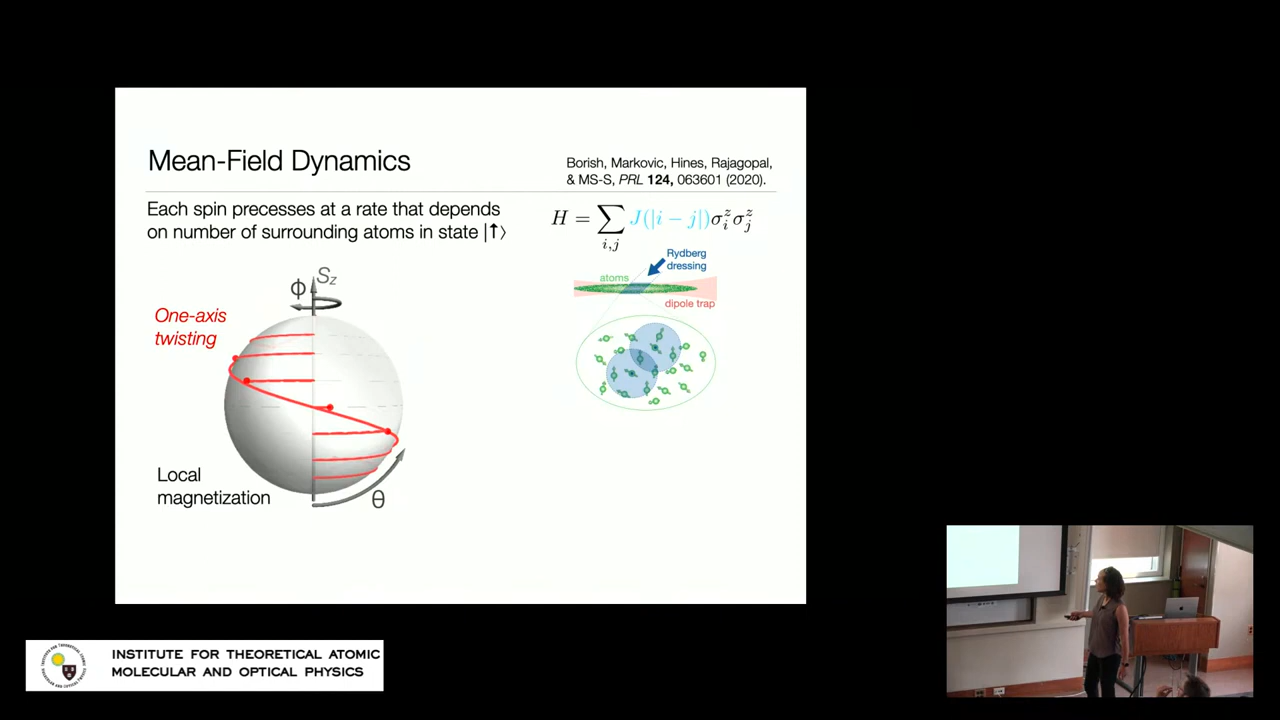 Mean-Field Dynamics
Borish, Markovic, Hines, Rajagopal,
& MS-S, PRL 124, 063601 (2020).
Each spin precesses at a rate that depends
on number of surrounding atoms in state |↑⟩
H = ∑ J(|i − j|)σᵢᶻσⱼᶻ
i,j
Rydberg
dressing
atoms
dipole trap
ϕ
Sz
One-axis
twisting
Local
magnetization
θ
INSTITUTE FOR THEORETICAL ATOMIC
MOLECULAR AND OPTICAL PHYSICS